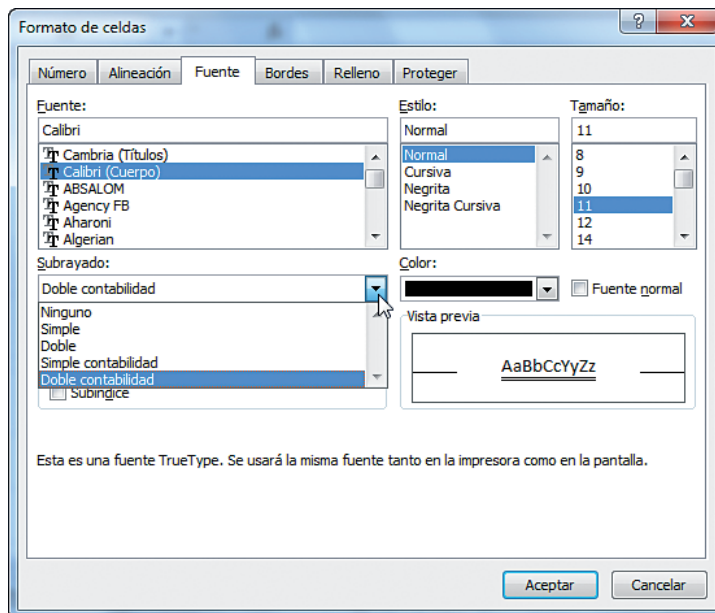 Formato de celdas
Número Alineación Fuente Bordes Relleno Proteger
Fuente: Estilo: Tamaño:
Calibri Normal 11
Cambria (Títulos) Normal 8
Calibri (Cuerpo) Cursiva 9
ABSALOM Negrita 10
Agency FB Negrita Cursiva 11
Aharoni 12
Algerian 14
Subrayado: Color:
Doble contabilidad Fuente normal
Ninguno Vista previa
Simple
Doble
Simple contabilidad AaBbCcYyZz
Doble contabilidad
Subíndice
Esta es una fuente TrueType. Se usará la misma fuente tanto en la impresora como en la pantalla.
Aceptar Cancelar